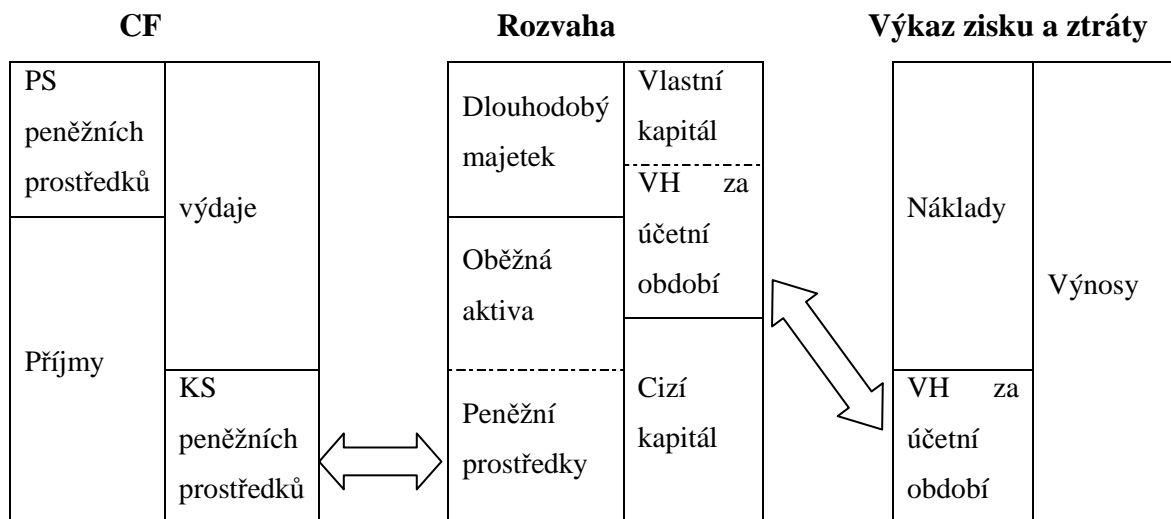 CF
PS
peněžních
prostředků
Příjmy
výdaje
KS
peněžních
prostředků
Rozvaha
Dlouhodobý
majetek
Oběžná
aktiva
Peněžní
prostředky
Vlastní
kapitál
VH za
účetní
období
Cizí
kapitál
Výkaz zisku a ztráty
Náklady
VH za
účetní
období
Výnosy